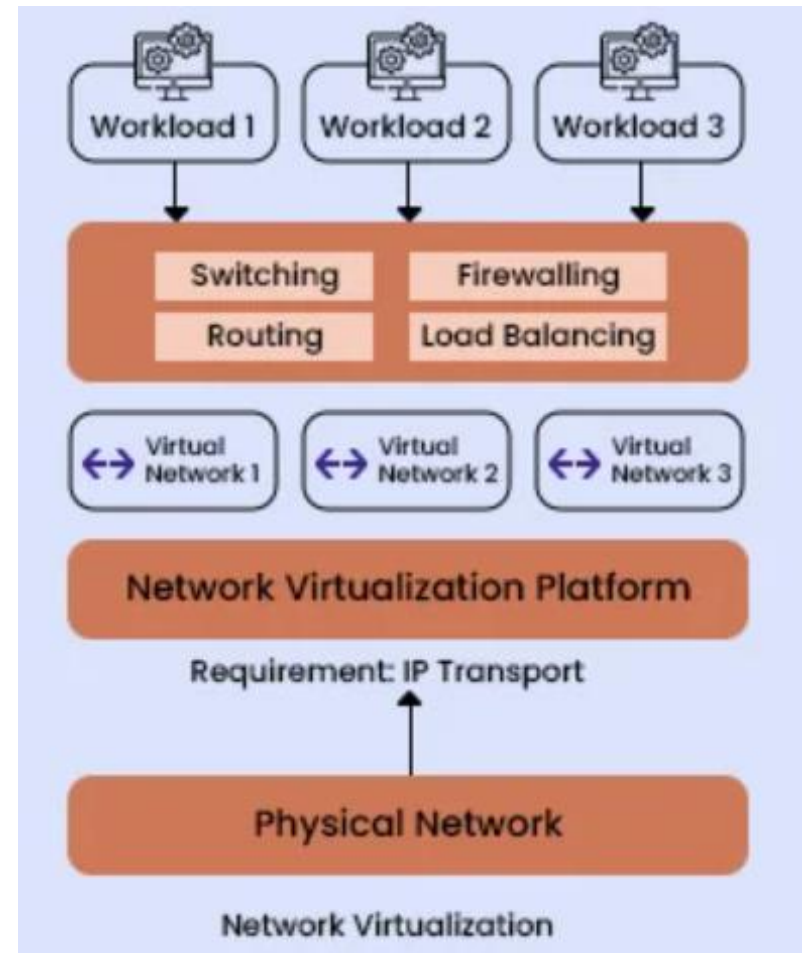 Workload 1
Workload 2
Workload 3
Switching
Firewalling
Routing
Load Balancing
Virtual
Network 1
Virtual
Network 2
Virtual
Network 3
Network Virtualization Platform
Requirement: IP Transport
Physical Network
Network Virtualization